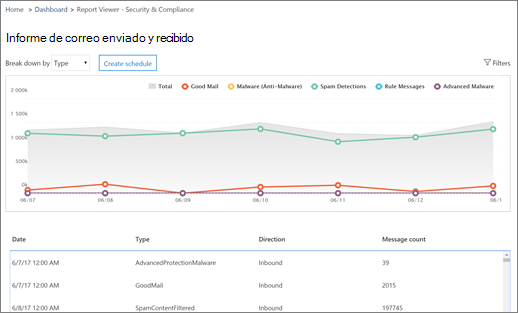 Home > Dashboard > Report Viewer - Security & Compliance
Informe de correo enviado y recibido
Break down by Type Create schedule Filters
Total Good Mail Malware (Anti-Malware) Spam Detections Rule Messages Advanced Malware
2 000k
1 500k
1 000k
500k
0k
06/07 06/08 06/09 06/10 06/11 06/12 06/1
Date Type Direction Message count
6/7/17 12:00 AM AdvancedProtectionMalware Inbound 39
6/7/17 12:00 AM GoodMail Inbound 2015
6/8/17 12:00 AM SpamContentFiltered Inbound 197745